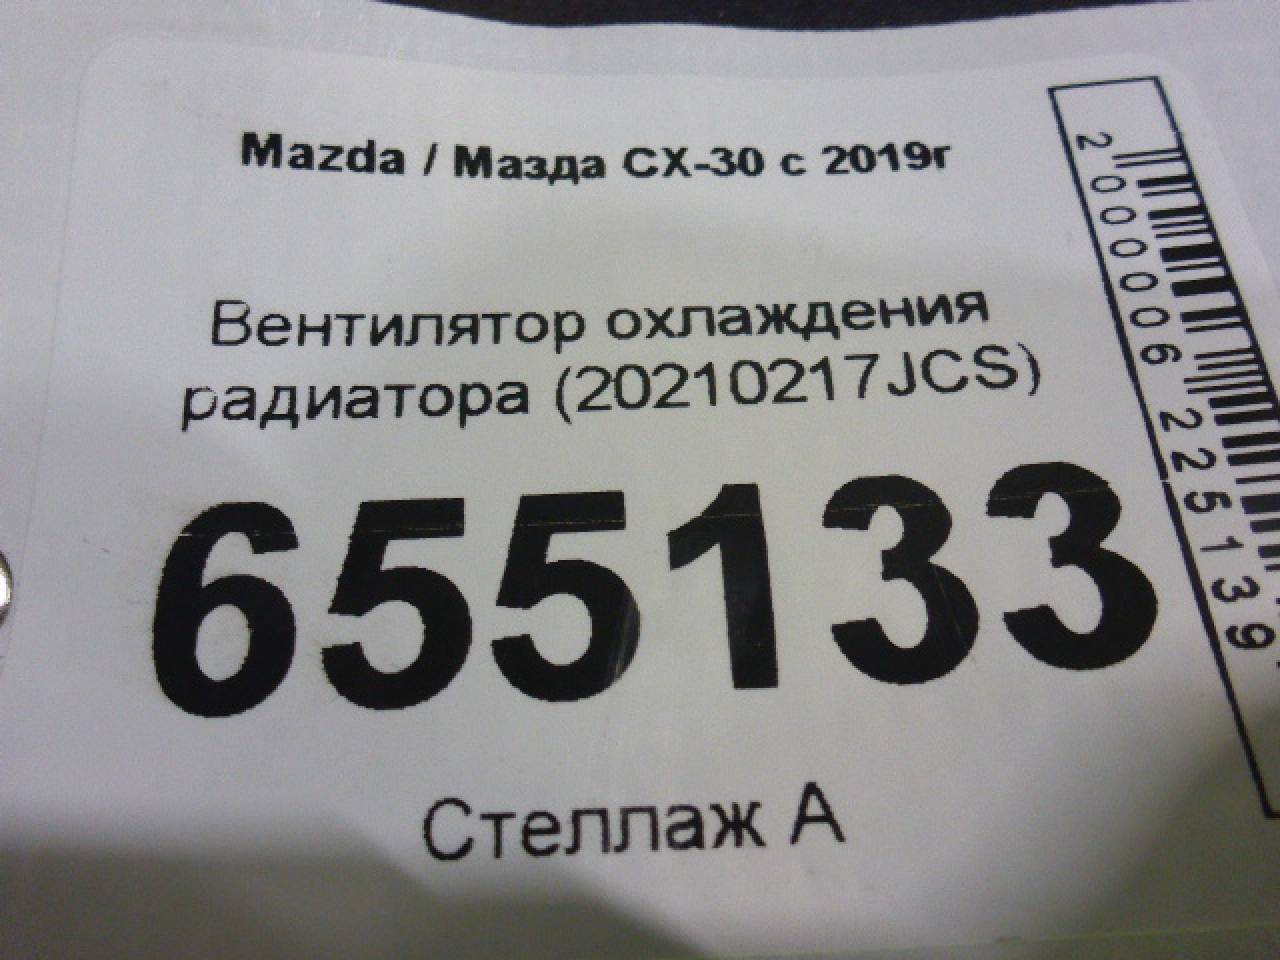 Mazda / Мазда CX-30 с 2019г
Вентилятор охлаждения
радиатора (20210217JCS)
655133
Стеллаж А
2000006225139